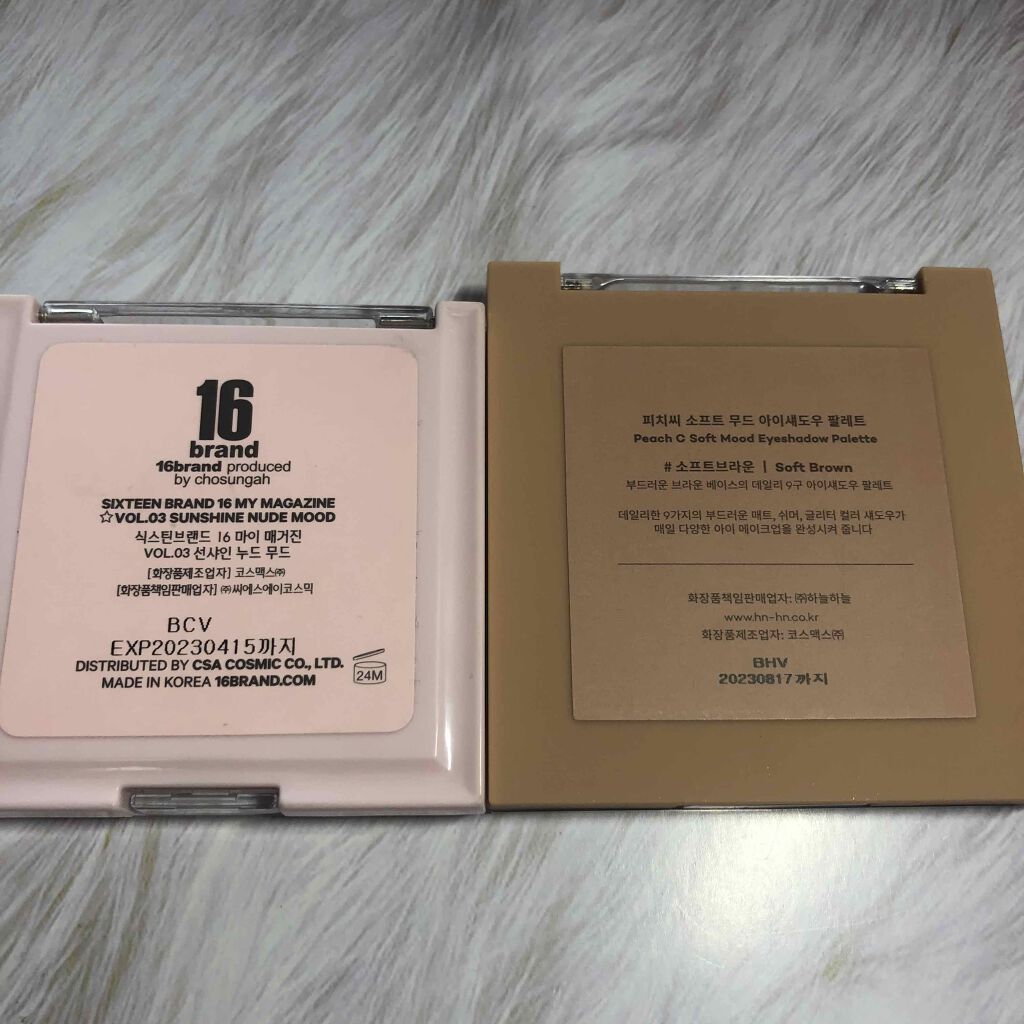 16
brand
16brand produced
by chosungah
SIXTEEN BRAND 16 MY MAGAZINE
☆VOL.03 SUNSHINE NUDE MOOD
식스틴브랜드 16 마이 매거진
VOL.03 선샤인 누드 무드
[화장품제조업자] 코스맥스㈜
[화장품책임판매업자] ㈜씨에스에이코스믹
BCV
EXP20230415까지
DISTRIBUTED BY CSA COSMIC CO., LTD.
MADE IN KOREA 16BRAND.COM
24M
피치씨 소프트 무드 아이섀도우 팔레트
Peach C Soft Mood Eyeshadow Palette
# 소프트브라운 | Soft Brown
부드러운 브라운 베이스의 데일리 9구 아이섀도우 팔레트
데일리한 9가지의 부드러운 매트, 쉬머, 글리터 컬러 섀도우가
매일 다양한 아이 메이크업을 완성시켜 줍니다
화장품책임판매업자: ㈜하늘하늘
www.hn-hn.co.kr
화장품제조업자: 코스맥스㈜
BHV
20230817까지